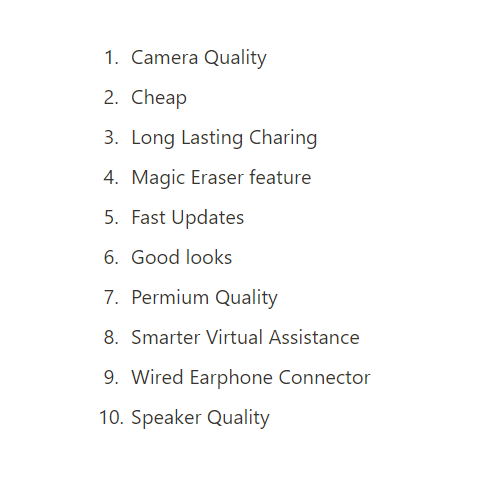 1. Camera Quality
2. Cheap
3. Long Lasting Charing
4. Magic Eraser feature
5. Fast Updates
6. Good looks
7. Permium Quality
8. Smarter Virtual Assistance
9. Wired Earphone Connector
10. Speaker Quality